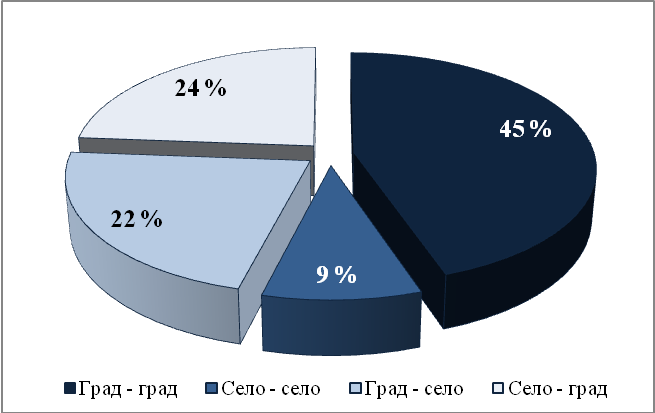 24 %
45 %
22 %
9 %
Град - град Село - село Град - село Село - град